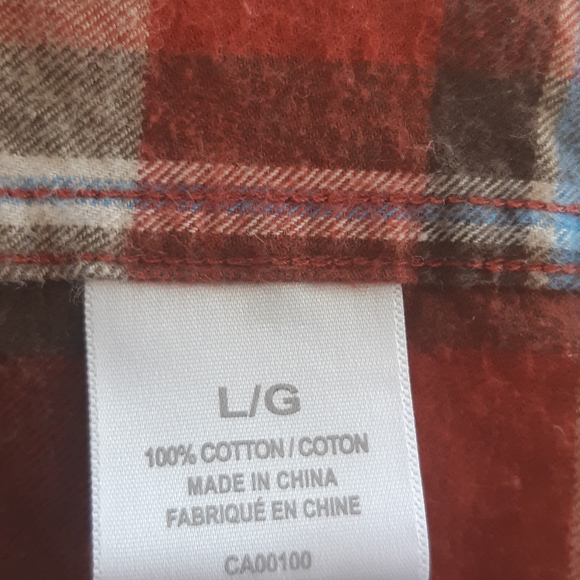 L/G
100% COTTON / COTON
MADE IN CHINA
FABRIQUÉ EN CHINE
CA00100